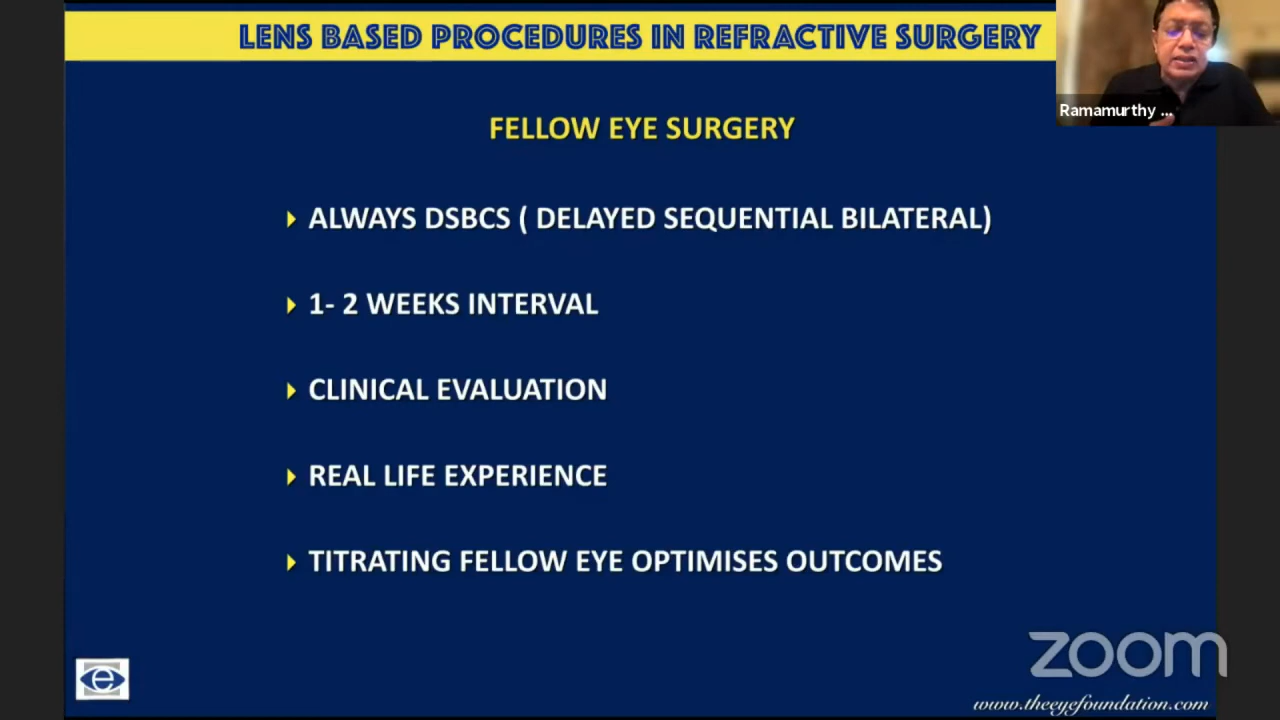 LENS BASED PROCEDURES IN REFRACTIVE SURGERY
Ramamurthy ...
FELLOW EYE SURGERY
ALWAYS DSBCS ( DELAYED SEQUENTIAL BILATERAL)
1- 2 WEEKS INTERVAL
CLINICAL EVALUATION
REAL LIFE EXPERIENCE
TITRATING FELLOW EYE OPTIMISES OUTCOMES
zoom
e
www.theeyefoundation.com